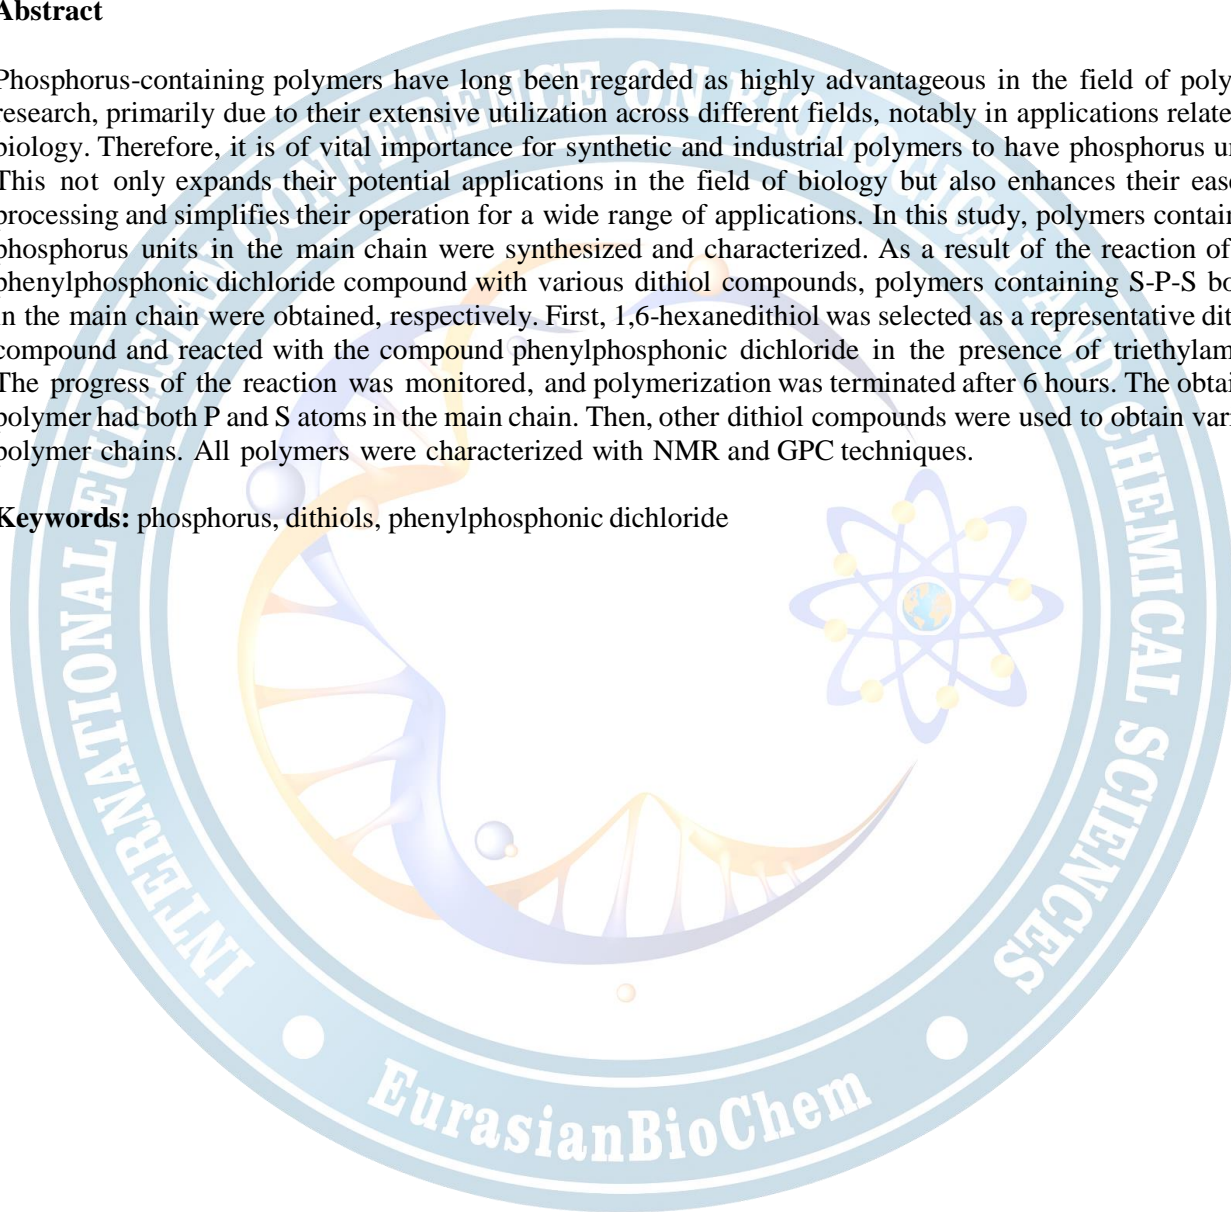 Abstract
Phosphorus-containing polymers have long been regarded as highly advantageous in the field of poly
research, primarily due to their extensive utilization across different fields, notably in applications relate
biology. Therefore, it is of vital importance for synthetic and industrial polymers to have phosphorus u
This not only expands their potential applications in the field of biology but also enhances their ease
processing and simplifies their operation for a wide range of applications. In this study, polymers contai
phosphorus units in the main chain were synthesized and characterized. As a result of the reaction of
phenylphosphonic dichloride compound with various dithiol compounds, polymers containing S-P-S bo
in the main chain were obtained, respectively. First, 1,6-hexanedithiol was selected as a representative dit
compound and reacted with the compound phenylphosphonic dichloride in the presence of triethylam
The progress of the reaction was monitored, and polymerization was terminated after 6 hours. The obtai
polymer had both P and S atoms in the main chain. Then, other dithiol compounds were used to obtain vari
polymer chains. All polymers were characterized with NMR and GPC techniques.
Keywords: phosphorus, dithiols, phenylphosphonic dichloride
INTERNATIONAL EURASIAN CONFERENCE ON BIOLOGICAL AND CHEMICAL SCIENCES
EurasianBioChem